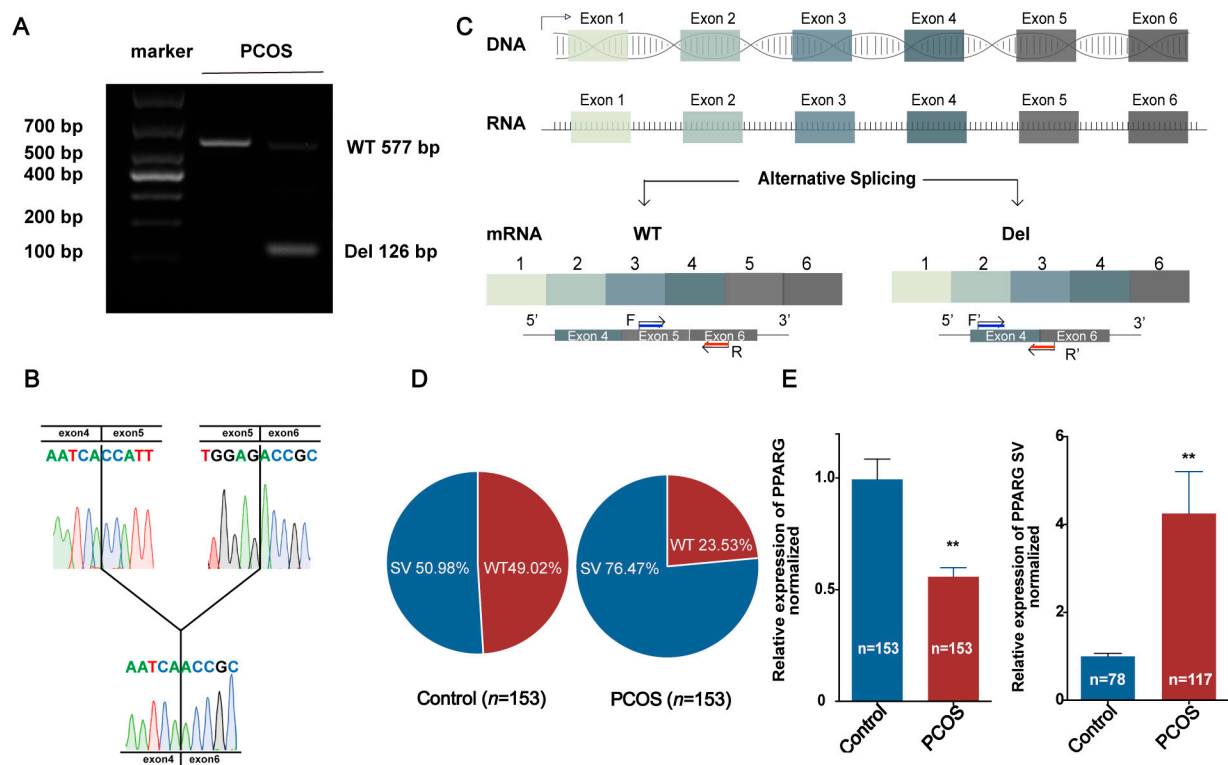 A
marker
PCOS
700 bp
500 bp
400 bp
200 bp
100 bp
WT 577 bp
Del 126 bp
B
exon4 exon5
AATCACCATT
exon5 exon6
TGGAGACCGC
AATCAACCGC
exon4 exon6
C
Exon 1 Exon 2 Exon 3 Exon 4 Exon 5 Exon 6
DNA
Exon 1 Exon 2 Exon 3 Exon 4 Exon 5 Exon 6
RNA
Alternative Splicing
mRNA WT
1 2 3 4 5 6
5' F 3'
Exon 4 Exon 5 Exon 6
R
Del
1 2 3 4 6
5' F' 3'
Exon 4 Exon 6
R'
D
SV 50.98% WT49.02%
Control (n=153)
WT 23.53%
SV 76.47%
PCOS (n=153)
E
Relative expression of PPARG
normalized
1.0
0.5
0
**
n=153 n=153
Control PCOS
Relative expression of PPARG SV
normalized
6
4
2
0
**
n=78 n=117
Control PCOS